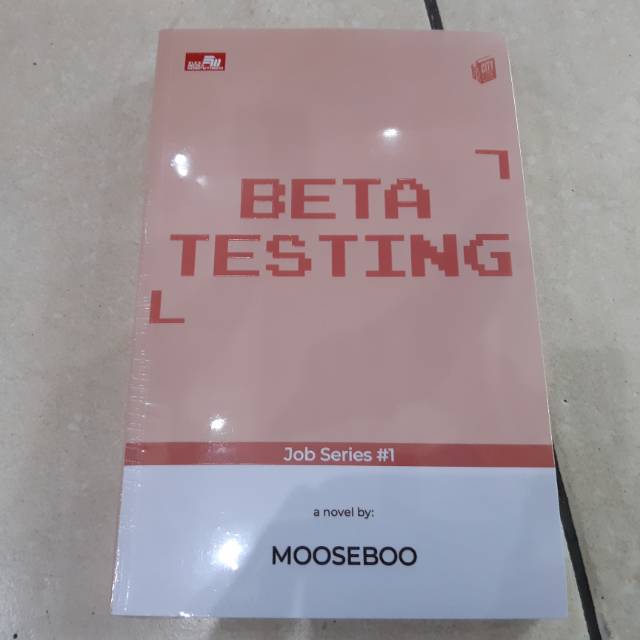 BETA
TESTING
Job Series #1
a novel by:
MOOSEBOO